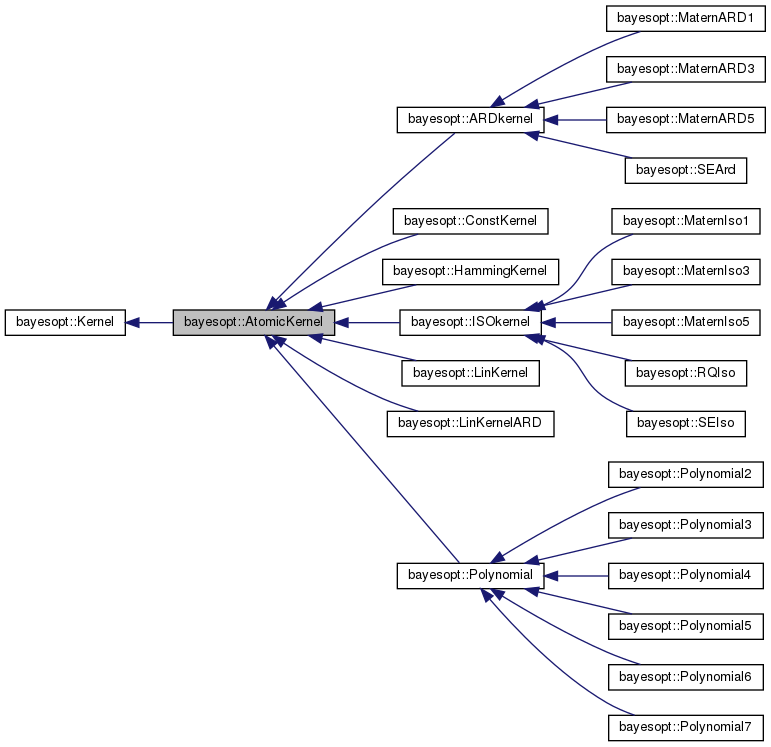 bayesopt::MaternARD1
bayesopt::MaternARD3
bayesopt::ARDkernel
bayesopt::MaternARD5
bayesopt::SEArd
bayesopt::ConstKernel
bayesopt::MaternIso1
bayesopt::HammingKernel
bayesopt::MaternIso3
bayesopt::Kernel
bayesopt::AtomicKernel
bayesopt::ISOkernel
bayesopt::MaternIso5
bayesopt::LinKernel
bayesopt::RQIso
bayesopt::LinKernelARD
bayesopt::SEIso
bayesopt::Polynomial2
bayesopt::Polynomial3
bayesopt::Polynomial
bayesopt::Polynomial4
bayesopt::Polynomial5
bayesopt::Polynomial6
bayesopt::Polynomial7